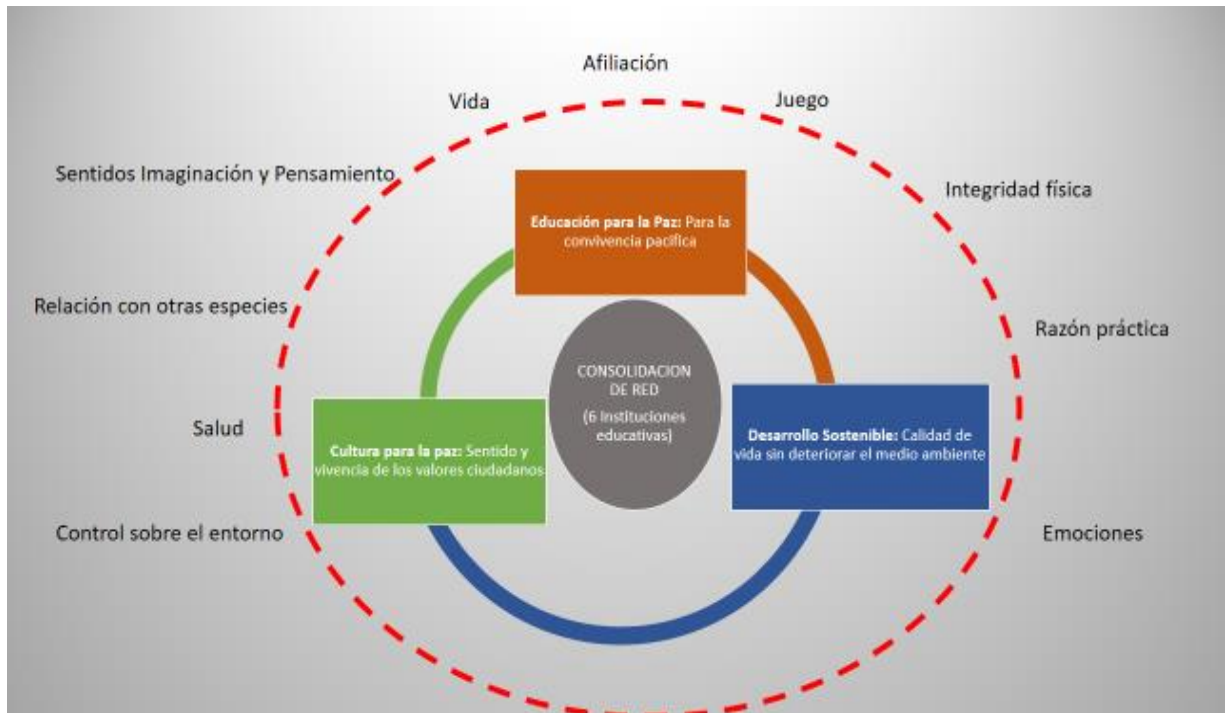 Afiliación
Vida
Juego
Sentidos Imaginación y Pensamiento
Integridad física
Educación para la Paz: Para la
convivencia pacifica
Relación con otras especies
Razón práctica
CONSOLIDACION
DE RED
(6 Instituciones
educativas)
Salud
Cultura para la paz: Sentido y
vivencia de los valores ciudadanos
Desarrollo Sostenible: Calidad de
vida sin deteriorar el medio ambiente
Control sobre el entorno
Emociones